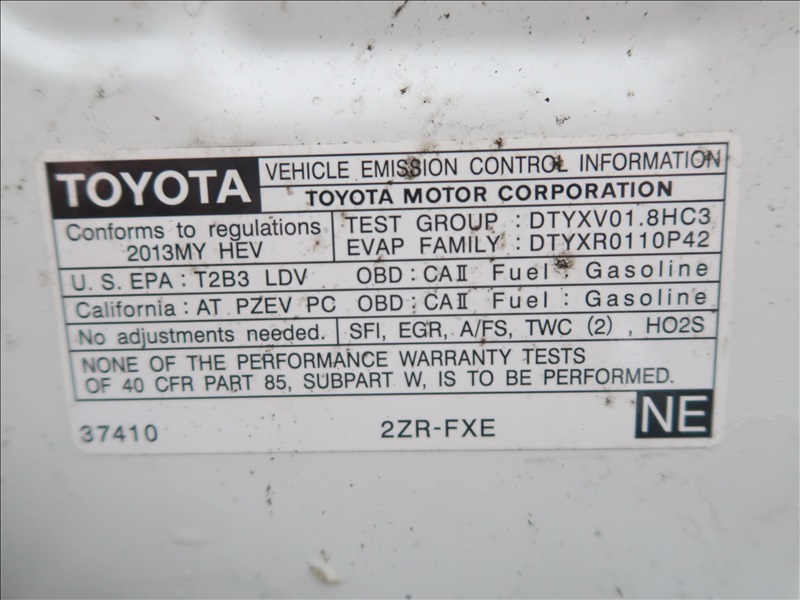 TOYOTA
VEHICLE EMISSION CONTROL INFORMATION
TOYOTA MOTOR CORPORATION
Conforms to regulations
2013MY HEV
TEST GROUP : DTYXV01.8HC3
EVAP FAMILY : DTYXR0110P42
U. S. EPA : T2B3 LDV OBD : CAⅡ Fuel : Gasoline
California : AT PZEV PC OBD : CAⅡ Fuel : Gasoline
No adjustments needed. SFI, EGR, A/FS, TWC (2) , HO2S
NONE OF THE PERFORMANCE WARRANTY TESTS
OF 40 CFR PART 85, SUBPART W, IS TO BE PERFORMED.
37410 2ZR-FXE NE